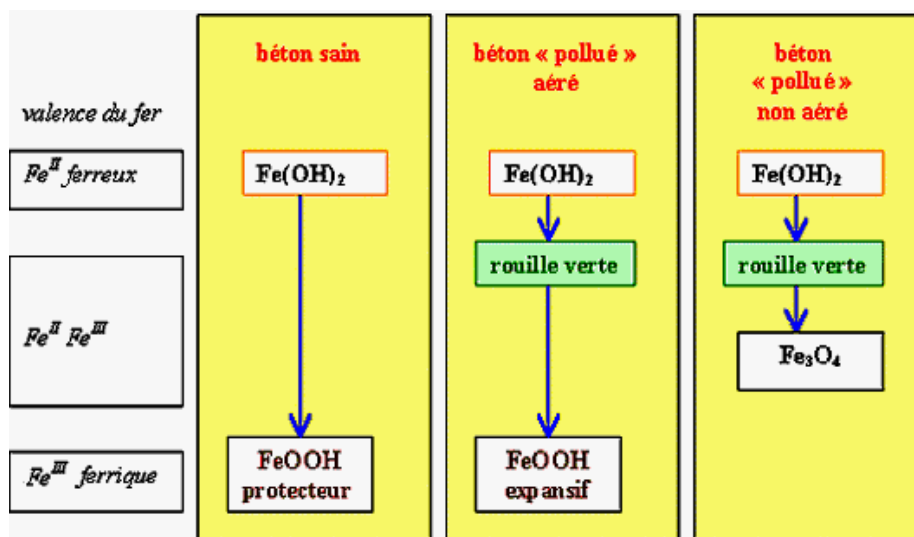 valence du fer
Fe^II ferreux
Fe^II Fe^III
Fe^III ferrique
béton sain
Fe(OH)₂
FeOOH
protecteur
béton « pollué »
aéré
Fe(OH)₂
rouille verte
FeOOH
expansif
béton
« pollué »
non aéré
Fe(OH)₂
rouille verte
Fe₃O₄